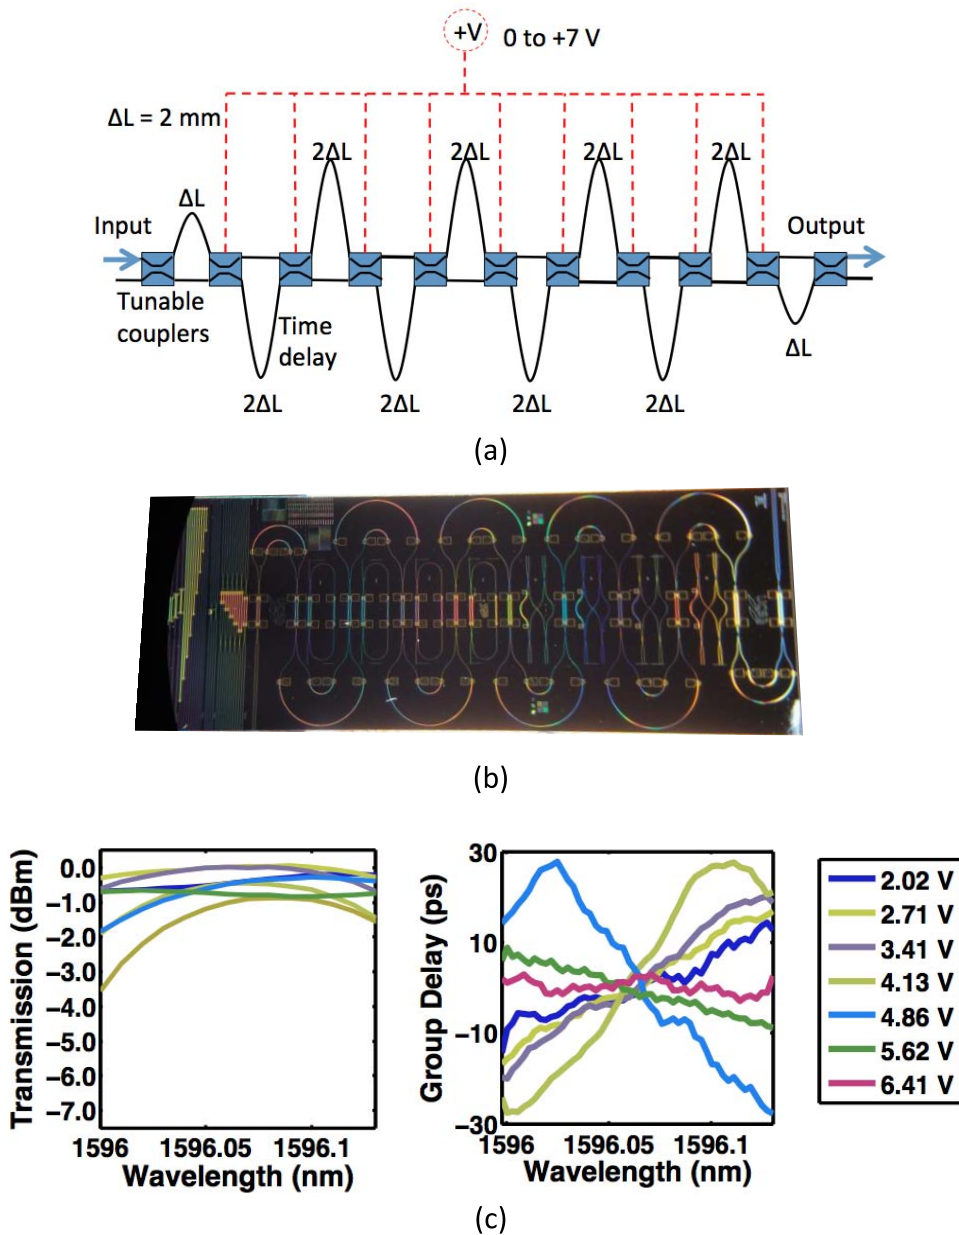 +V 0 to +7 V
ΔL = 2 mm
2ΔL 2ΔL 2ΔL 2ΔL
ΔL
Input Output
Tunable
couplers
Time
delay
ΔL
2ΔL 2ΔL 2ΔL 2ΔL
(a)
(b)
Transmission (dBm)
0.0
−1.0
−2.0
−3.0
−4.0
−5.0
−6.0
−7.0
1596 1596.05 1596.1
Wavelength (nm)
Group Delay (ps)
30
10
−10
−30
1596 1596.05 1596.1
Wavelength (nm)
2.02 V
2.71 V
3.41 V
4.13 V
4.86 V
5.62 V
6.41 V
(c)